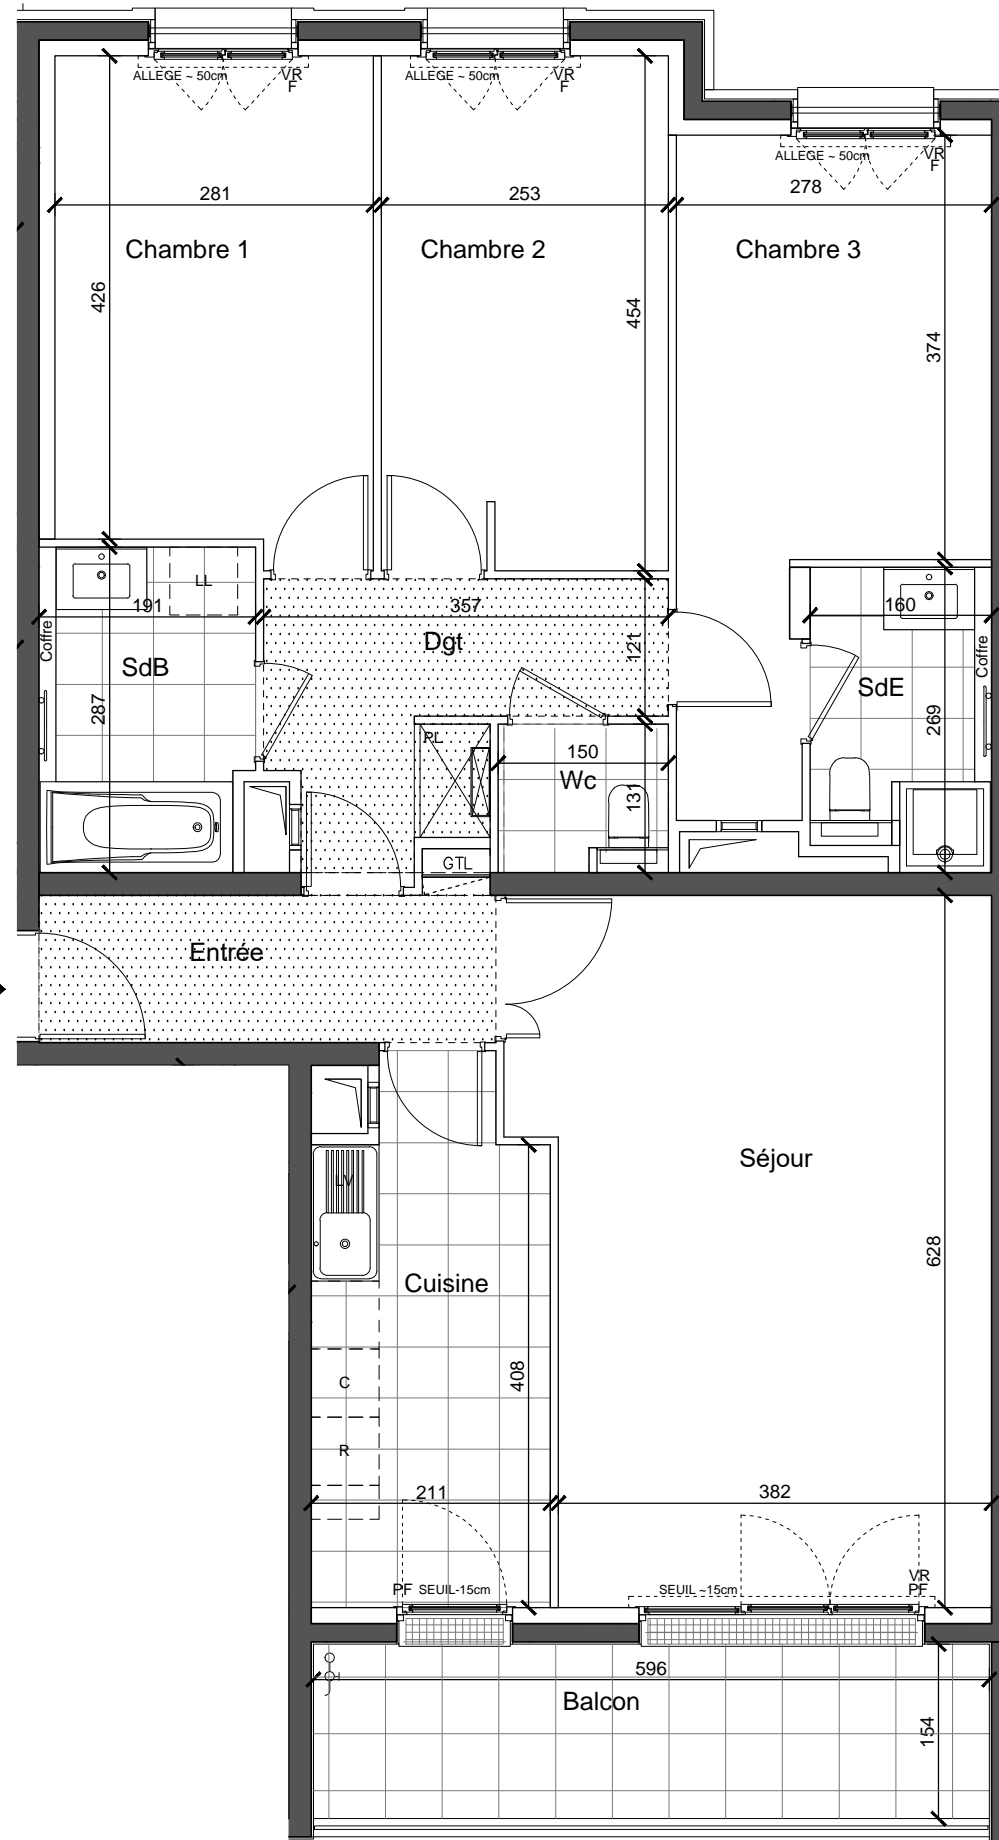 ALLEGE ~ 50cm
VR
F
ALLEGE ~ 50cm
VR
F
ALLEGE ~ 50cm
VR
F
281
253
278
Chambre 1
Chambre 2
Chambre 3
426
454
374
LL
191
357
160
Coffre
SdB
Dgt
121
SdE
Coffre
287
269
PL
150
Wc
131
GTL
Entrée
LV
Séjour
628
Cuisine
408
C
R
211
382
PF SEUIL-15cm
SEUIL ~15cm
VR
PF
596
Balcon
154